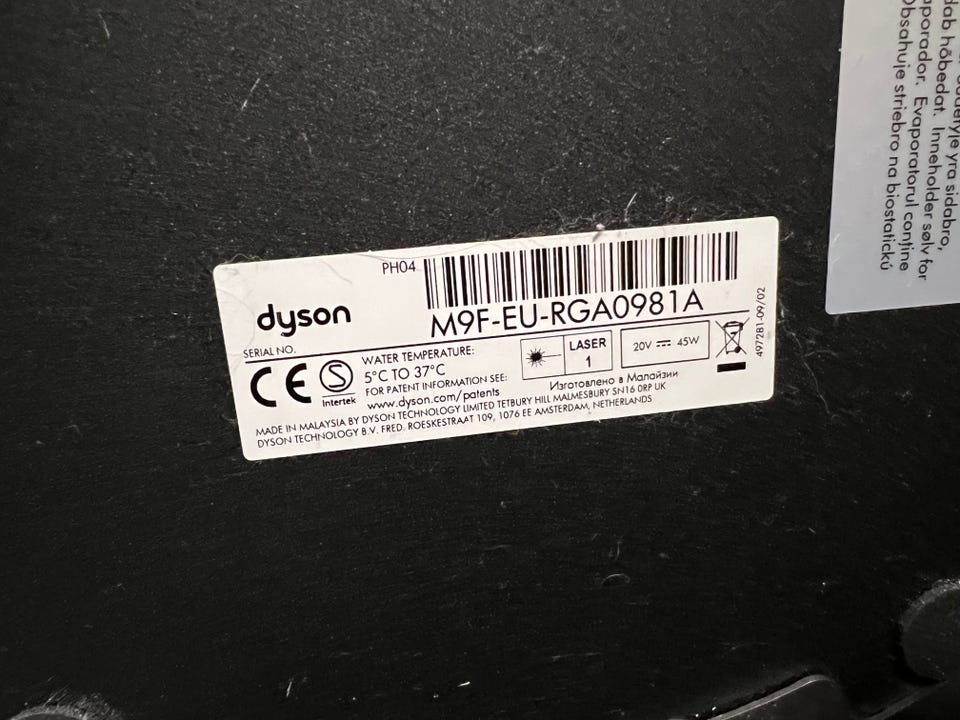 PH04
dyson
M9F-EU-RGA0981A
SERIAL NO.
CE
S
Intertek
WATER TEMPERATURE:
5°C TO 37°C
FOR PATENT INFORMATION SEE:
www.dyson.com/patents
LASER
1
20V 45W
Изготовлено в Малайзии
497281-09/02
MADE IN MALAYSIA BY DYSON TECHNOLOGY LIMITED TETBURY HILL MALMESBURY SN16 0RP UK
DYSON TECHNOLOGY B.V. FRED. ROESKESTRAAT 109, 1076 EE AMSTERDAM, NETHERLANDS
yra sidabro,
hõbedat. Inneholder sølv for
Evaporatorul conține
Obsahuje striebro na biostatickú